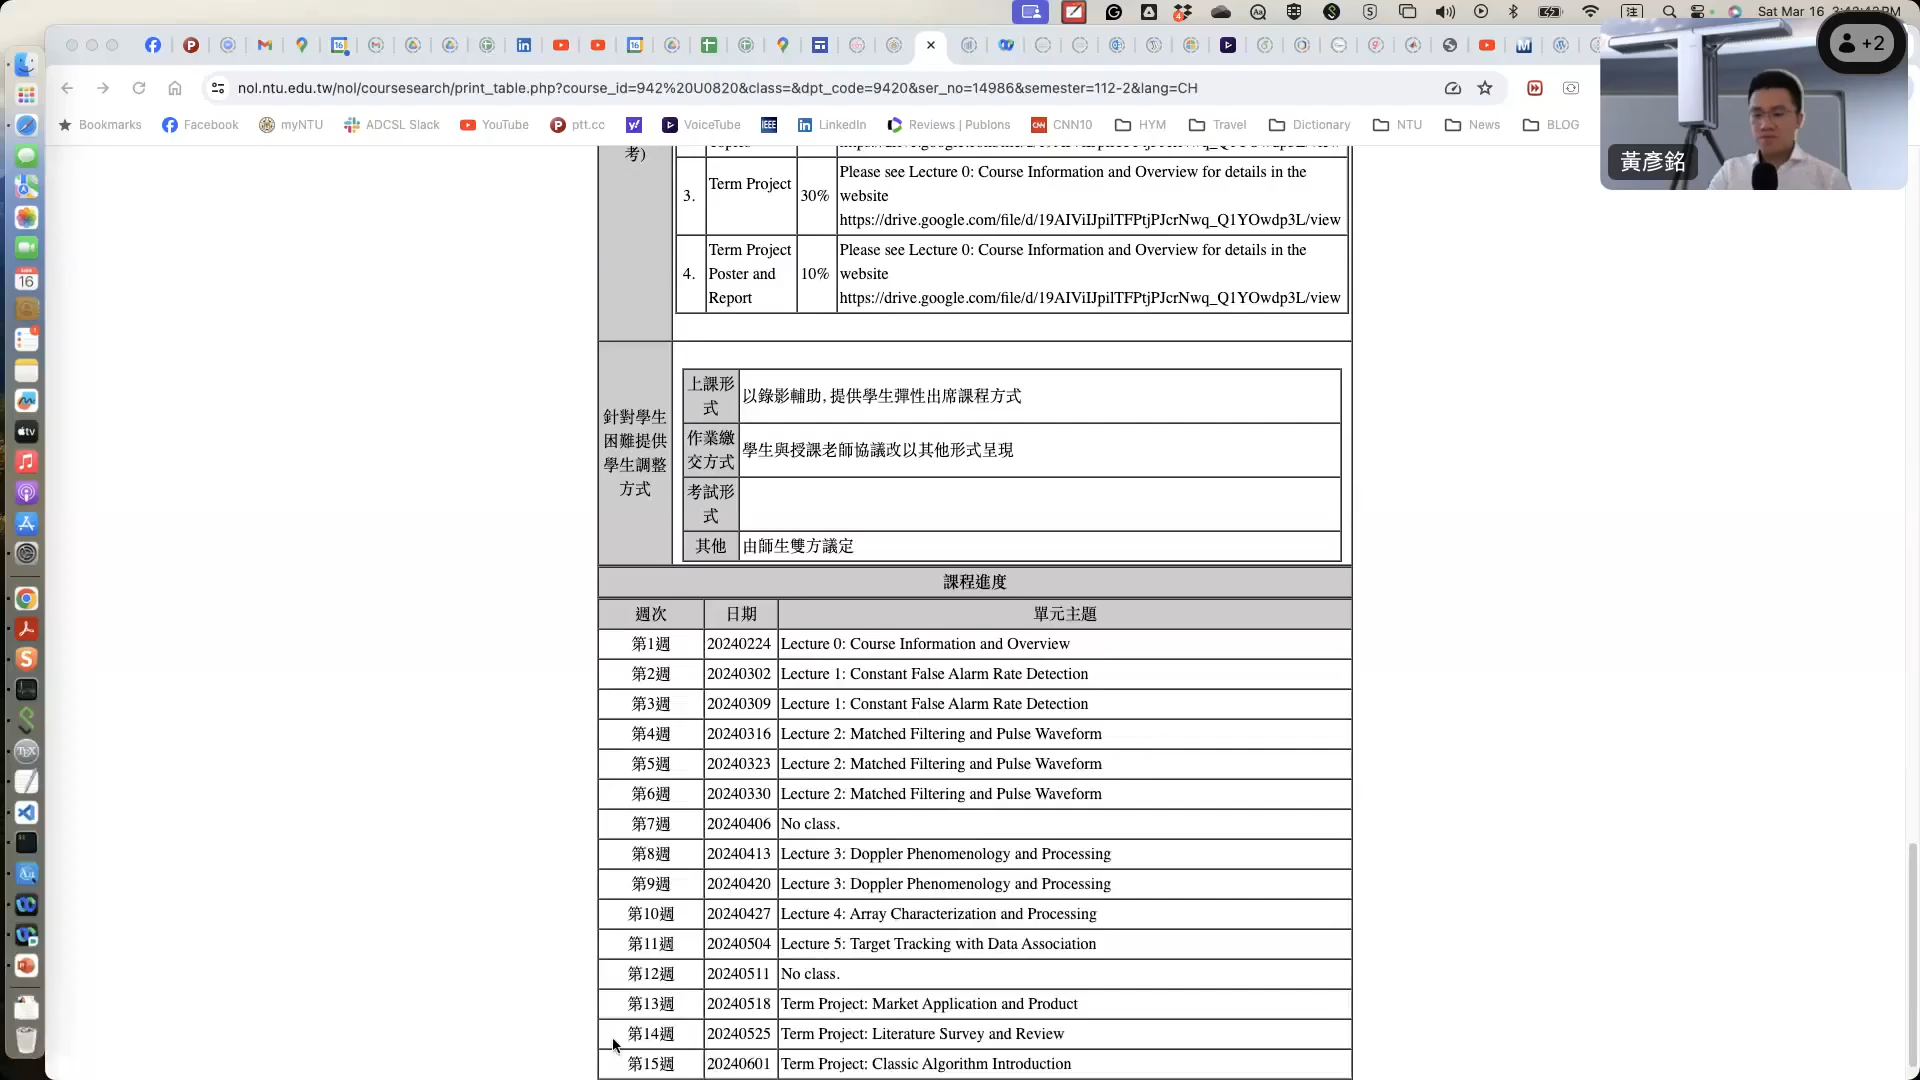 Sat Mar 16
+2
nol.ntu.edu.tw/nol/coursesearch/print_table.php?course_id=942%20U0820&class=&dpt_code=9420&ser_no=14986&semester=112-2&lang=CH
Bookmarks Facebook myNTU ADCSL Slack YouTube ptt.cc VoiceTube LinkedIn Reviews | Publons CNN10 HYM Travel Dictionary NTU News BLOG
黃彥銘
考)
3.
Term Project
30%
Please see Lecture 0: Course Information and Overview for details in the
website
https://drive.google.com/file/d/19AIViIJpilTFPtjPJcrNwq_Q1YOwdp3L/view
4.
Term Project
Poster and
Report
10%
Please see Lecture 0: Course Information and Overview for details in the
website
https://drive.google.com/file/d/19AIViIJpilTFPtjPJcrNwq_Q1YOwdp3L/view
針對學生
困難提供
學生調整
方式
上課形
式
以錄影輔助, 提供學生彈性出席課程方式
作業繳
交方式
學生與授課老師協議改以其他形式呈現
考試形
式
其他 由師生雙方議定
課程進度
週次 日期 單元主題
第1週 20240224 Lecture 0: Course Information and Overview
第2週 20240302 Lecture 1: Constant False Alarm Rate Detection
第3週 20240309 Lecture 1: Constant False Alarm Rate Detection
第4週 20240316 Lecture 2: Matched Filtering and Pulse Waveform
第5週 20240323 Lecture 2: Matched Filtering and Pulse Waveform
第6週 20240330 Lecture 2: Matched Filtering and Pulse Waveform
第7週 20240406 No class.
第8週 20240413 Lecture 3: Doppler Phenomenology and Processing
第9週 20240420 Lecture 3: Doppler Phenomenology and Processing
第10週 20240427 Lecture 4: Array Characterization and Processing
第11週 20240504 Lecture 5: Target Tracking with Data Association
第12週 20240511 No class.
第13週 20240518 Term Project: Market Application and Product
第14週 20240525 Term Project: Literature Survey and Review
第15週 20240601 Term Project: Classic Algorithm Introduction